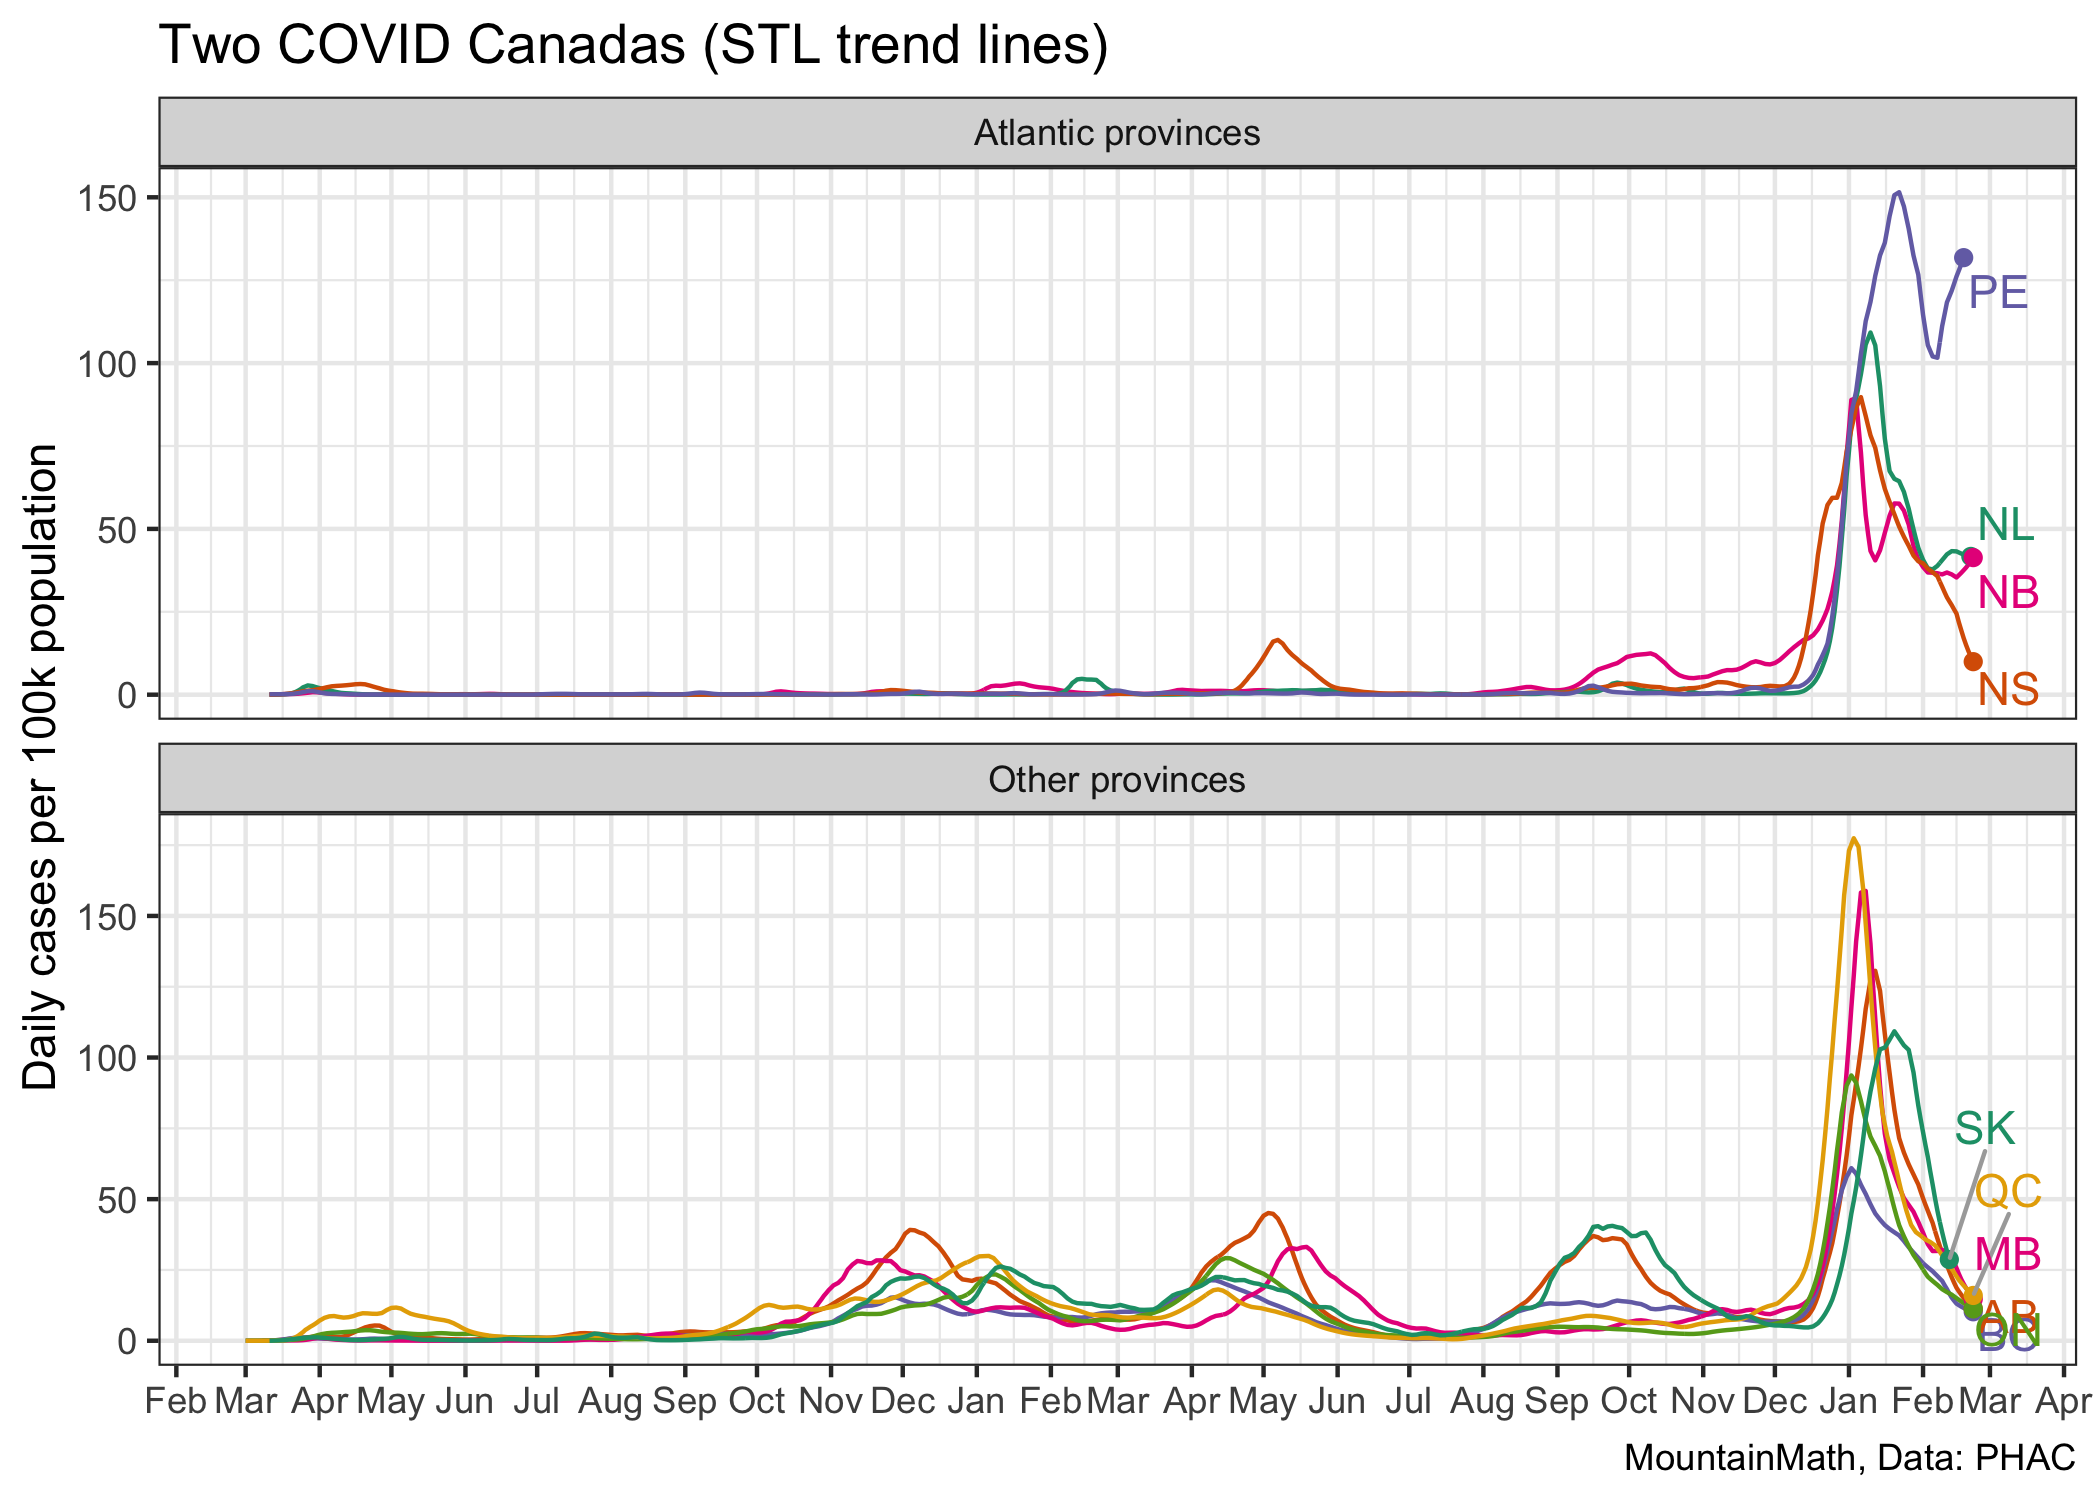 Two COVID Canadas (STL trend lines)
Atlantic provinces
Daily cases per 100k population
150
100
50
0
PE
NL
NB
NS
Other provinces
150
100
50
0
SK
QC
MB
AB
ON
BC
Feb Mar Apr May Jun Jul Aug Sep Oct Nov Dec Jan Feb Mar Apr May Jun Jul Aug Sep Oct Nov Dec Jan Feb Mar Apr
MountainMath, Data: PHAC